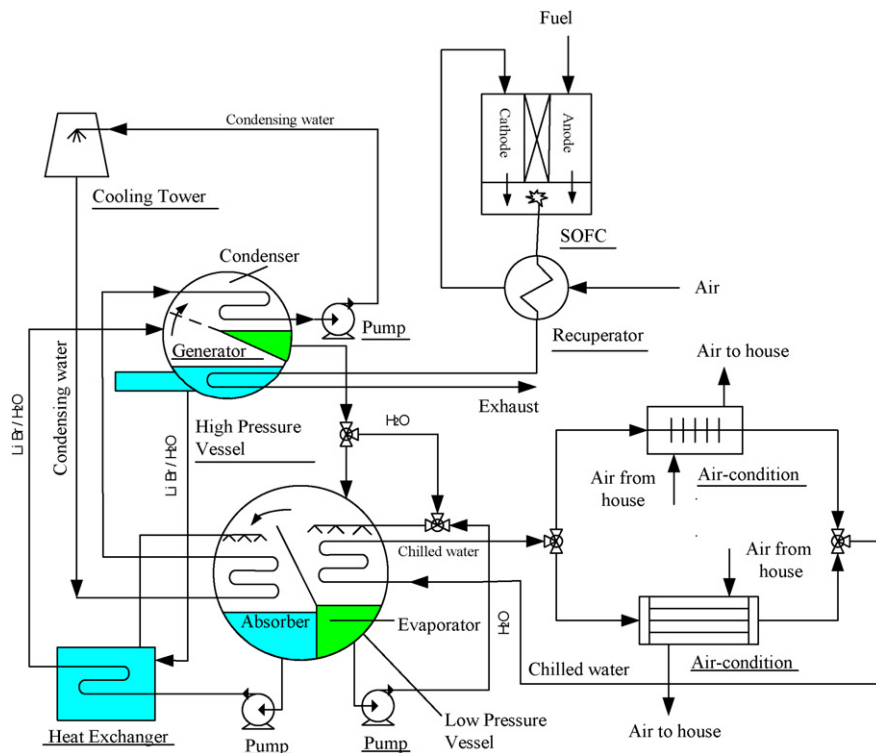 Fuel
Condensing water
Cathode
Anode
Cooling Tower
SOFC
Condenser
Air
Pump
Recuperator
Generator
Air to house
Exhaust
Li Br / H2O
Condensing water
Li Br / H2O
High Pressure
Vessel
H2O
Air from
house
Air-condition
Chilled water
Air from
house
Absorber
Evaporator
H2O
Air-condition
Chilled water
Heat Exchanger
Pump
Pump
Low Pressure
Vessel
Air to house